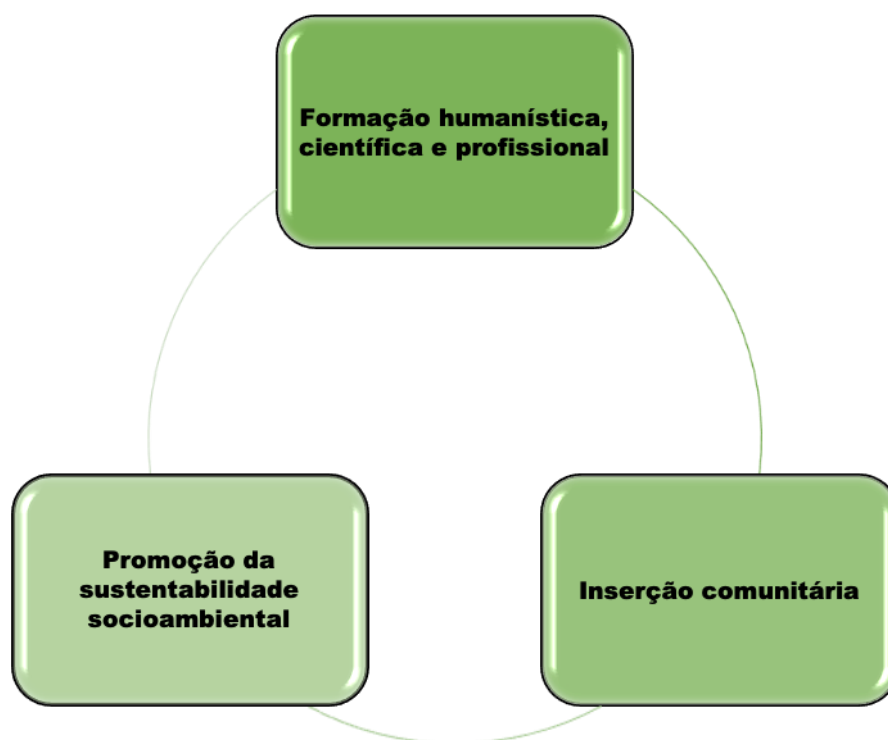 Formação humanística,
científica e profissional
Promoção da
sustentabilidade
socioambiental
Inserção comunitária